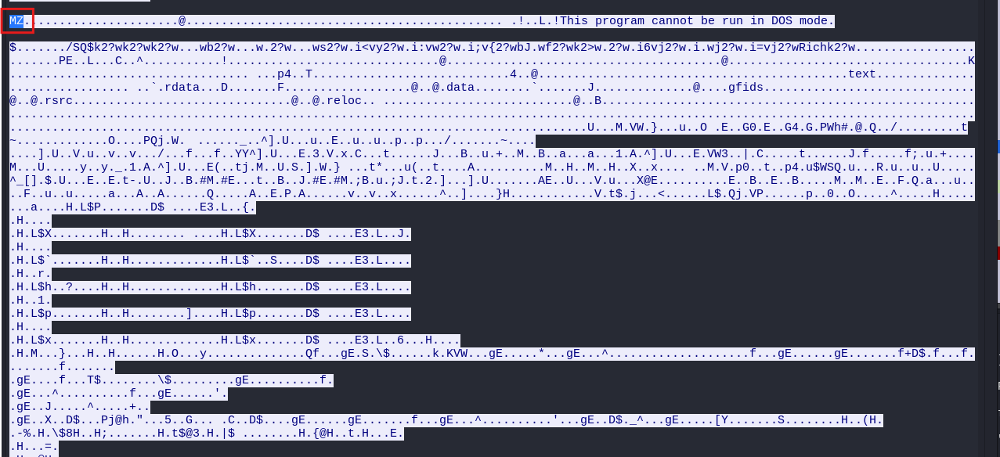 MZ......................@.............................................. .!..L.!This program cannot be run in DOS mode.
$......./SQ$k2?wk2?wk2?w...wb2?w...w.2?w...ws2?w.i<vy2?w.i:vw2?w.i;v{2?wbJ.wf2?wk2>w.2?w.i6vj2?w.i.wj2?w.i=vj2?wRichk2?w.................
.......PE..L...C..^...........!..............................@.......................................@..................................K
.................................. ...p4..T............................4..@............................................text..............
................. ..`.rdata...D.......F..................@..@.data........`.......J..............@....gfids..............................
@..@.rsrc...............................@..@.reloc..............................@..B.....................................................
.........................................................................................................................................
..................................................................................U...M.VW.}...u..O .E..G0.E..G4.G.PWh#.@.Q../.........t
~.............O....PQj.W.  ......_..^].U...u..E..u..u..p..p.../.......~....
....].U..V.u..v..v.../...f...f..YY^].U...E.3.V.x.C...t......J...B..u.+..M..B..a...a...1.A.^].U...E.VW3..|.C.....t......J.f.....f;.u.+....
M...U.....y..y._.1.A.^].U...E(..tj.M..U.S.].W.}  ...t*...u(..t....A..........M..H..M..H..X..x...  ..M.V.p0..t..p4.u$WSQ.u...R.u..u..U.....
^_[].$.U...E..E.t-.U..J..B.#M.#E...t..B..J.#E.#M.;B.u.;J.t.2.]...].U.......AE..U...V.u...X@E..........E..B..E..B.....M..M..E..F.Q.a...u..
..F..u..u.....a...A..A......Q.....A..E.P.A......v..v..x......^..]....}H............V.t$.j...<......L$.Qj.VP......p..0..O.....^.....H.....
...a....H.L$P.......D$ ....E3.L..{.
.H....
.H.L$X.......H..H........ ....H.L$X.......D$ ....E3.L..J.
.H....
.H.L$`.......H..H.............H.L$`..S....D$ ....E3.L....
.H..r.
.H.L$h..?....H..H.............H.L$h.......D$ ....E3.L....
.H..1.
.H.L$p.......H..H........]....H.L$p.......D$ ....E3.L....
.H....
.H.L$x.......H..H.............H.L$x.......D$ ....E3.L..6...H....
.H.M...}...H..H......H.O...y..............Qf...gE.S.\$......k.KVW...gE.....*...gE...^....................f...gE......gE.......f+D$.f...f.
.......f.......
.gE....f...T$........\$.........gE..........f.
.gE...^..........f...gE......'.
.gE..J.....^.....+..
.gE..X..D$...Pj@h."...5..G....  .C..D$....gE......gE.......f...gE...^..........'...gE..D$._^...gE.....[Y.......S........H..(H.
.-%.H.\$8H..H;.......H.t$@3.H.|$ .......H.{@H..t.H...E.
.H...=.